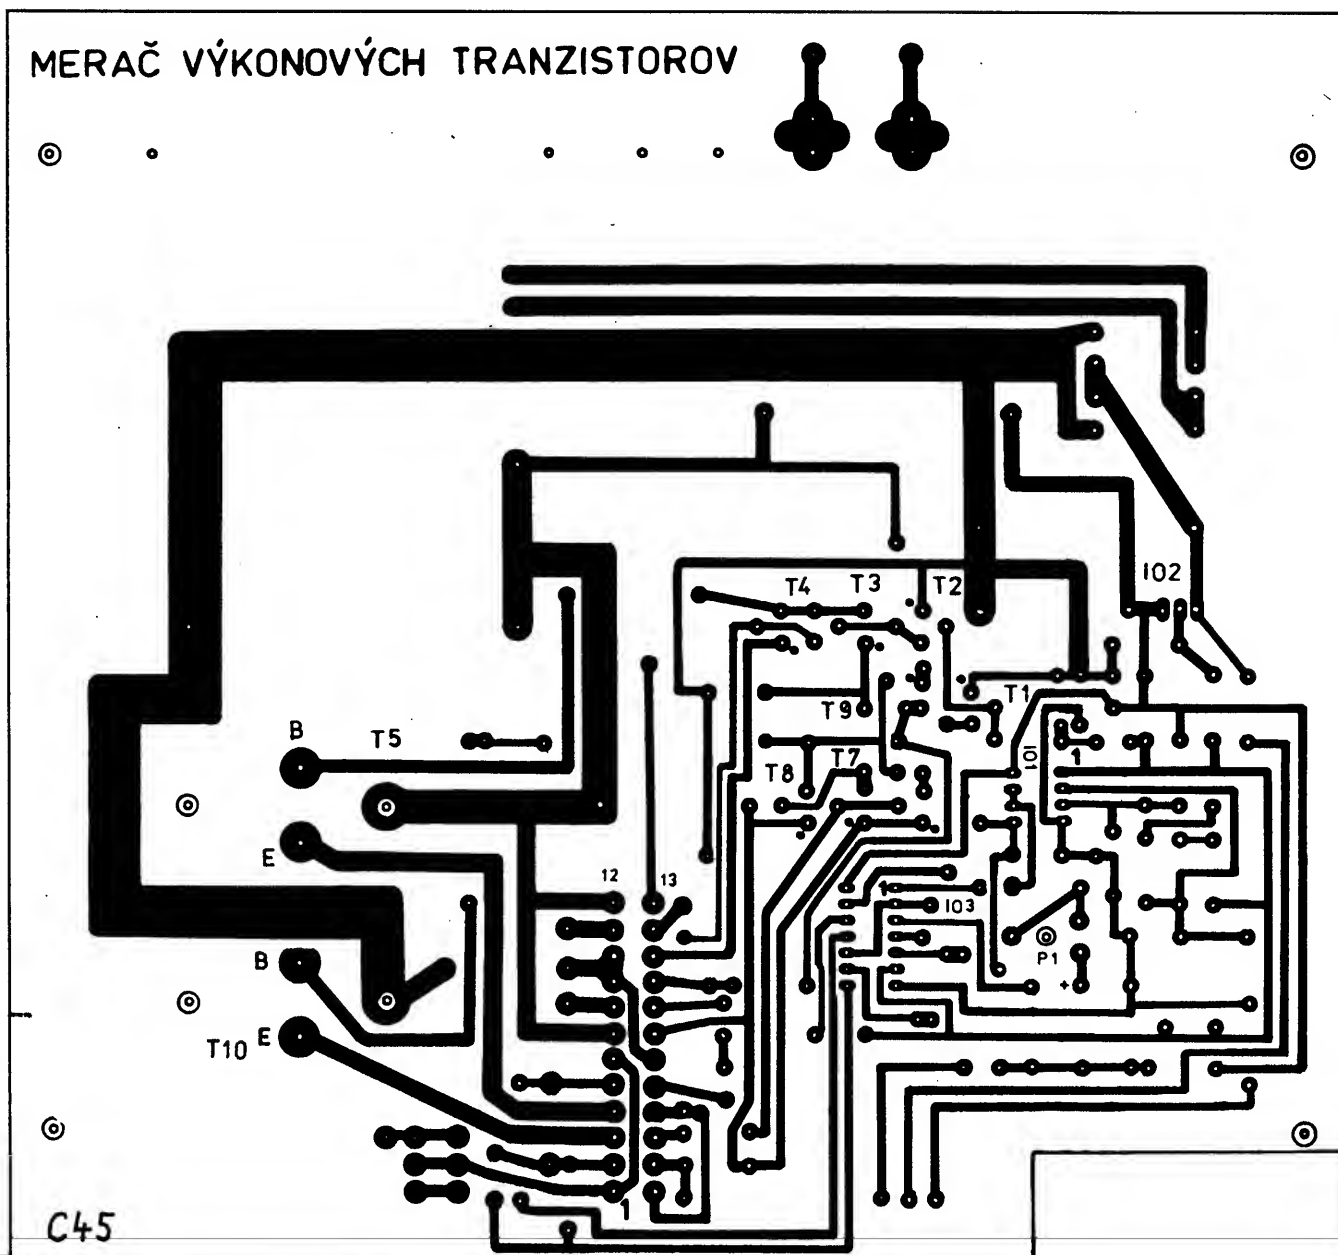 MERAČ VÝKONOVÝCH TRANZISTOROV
IO2
T4 T3 T2
T1
B
T5
T9
IO1
1
T8 T7
E
12 13
1
IO3
B
P1
+
T10 E
1
C45